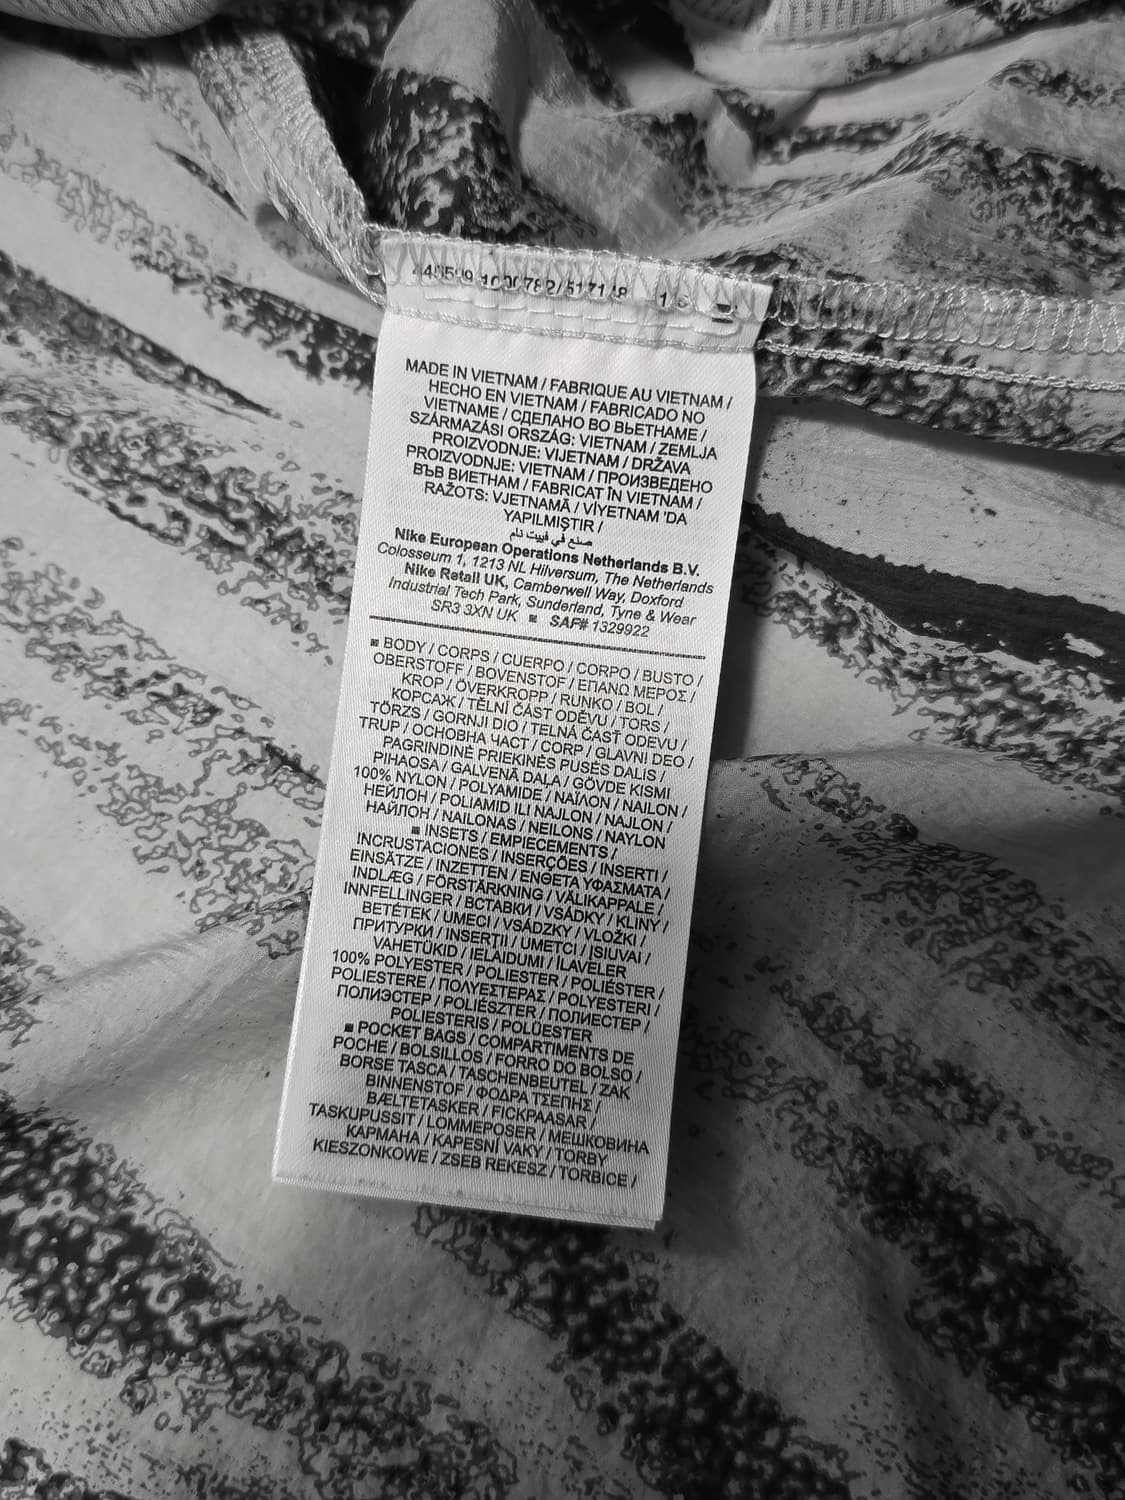 MADE IN VIETNAM / FABRIQUE AU VIETNAM /
HECHO EN VIETNAM / FABRICADO NO
VIETNAME / СДЕЛАНО ВО ВЬЕТНАМЕ /
SZÁRMAZÁSI ORSZÁG: VIETNAM / ZEMLJA
PROIZVODNJE: VIJETNAM / DRŽAVA
PROIZVODNJE: VIETNAM / ПРОИЗВЕДЕНО
ВЪВ ВИЕТНАМ / FABRICAT ÎN VIETNAM /
RAŽOTS: VJETNAMĀ / VİYETNAM 'DA
YAPILMIŞTIR /
صنع في فييت نام
Nike European Operations Netherlands B.V.
Colosseum 1, 1213 NL Hilversum, The Netherlands
Nike Retail UK, Camberwell Way, Doxford
Industrial Tech Park, Sunderland, Tyne & Wear
SR3 3XN UK ■ SAF# 1329922
■ BODY / CORPS / CUERPO / CORPO / BUSTO /
OBERSTOFF / BOVENSTOF / ΕΠΑΝΩ ΜΕΡΟΣ /
KROP / ÖVERKROPP / RUNKO / BOL /
КОРСАЖ / TĚLNÍ ČÁST ODĚVU / TORS /
TÖRZS / GORNJI DIO / TELNÁ ČASŤ ODEVU /
TRUP / ОСНОВНА ЧАСТ / CORP / GLAVNI DEO /
PAGRINDINĖ PRIEKINĖS PUSĖS DALIS /
PIHAOSA / GALVENĀ DAĻA / GÖVDE KISMI
100% NYLON / POLYAMIDE / ΝΑΪΛΟΝ / NAILON /
НЕЙЛОН / POLIAMID ILI NAJLON / NAJLON /
НАЙЛОН / NAILONAS / NEILONS / NAYLON
■ INSETS / EMPIECEMENTS /
INCRUSTACIONES / INSERÇÕES / INSERTI /
EINSÄTZE / INZETTEN / ΕΝΘΕΤΑ ΥΦΑΣΜΑΤΑ /
INDLÆG / FÖRSTÄRKNING / VÄLIKAPPALE /
INNFELLINGER / ВСТАВКИ / VSADKY / KLINY /
BETÉTEK / UMECI / VSÁDZKY / VLOŽKI /
ПРИТУРКИ / INSERŢII / UMETCI / ĮSIUVAI /
VAHETÜKID / IELAIDUMI / İLAVELER
100% POLYESTER / POLIESTER / POLIÉSTER /
POLIESTERE / ΠΟΛΥΕΣΤΕΡΑΣ / POLYESTERI /
ПОЛИЭСТЕР / POLIÉSZTER / ПОЛИЕСТЕР /
POLIESTERIS / POLÜESTER
■ POCKET BAGS / COMPARTIMENTS DE
POCHE / BOLSILLOS / FORRO DO BOLSO /
BORSE TASCA / TASCHENBEUTEL / ZAK
BINNENSTOF / ΦΟΔΡΑ ΤΣΕΠΗΣ /
BÆLTETASKER / FICKPAASAR /
TASKUPUSSIT / LOMMEPOSER / МЕШКОВИНА
КАРМАНА / KAPESNÍ VAKY / TORBY
KIESZONKOWE / ZSEB REKESZ / TORBICE /